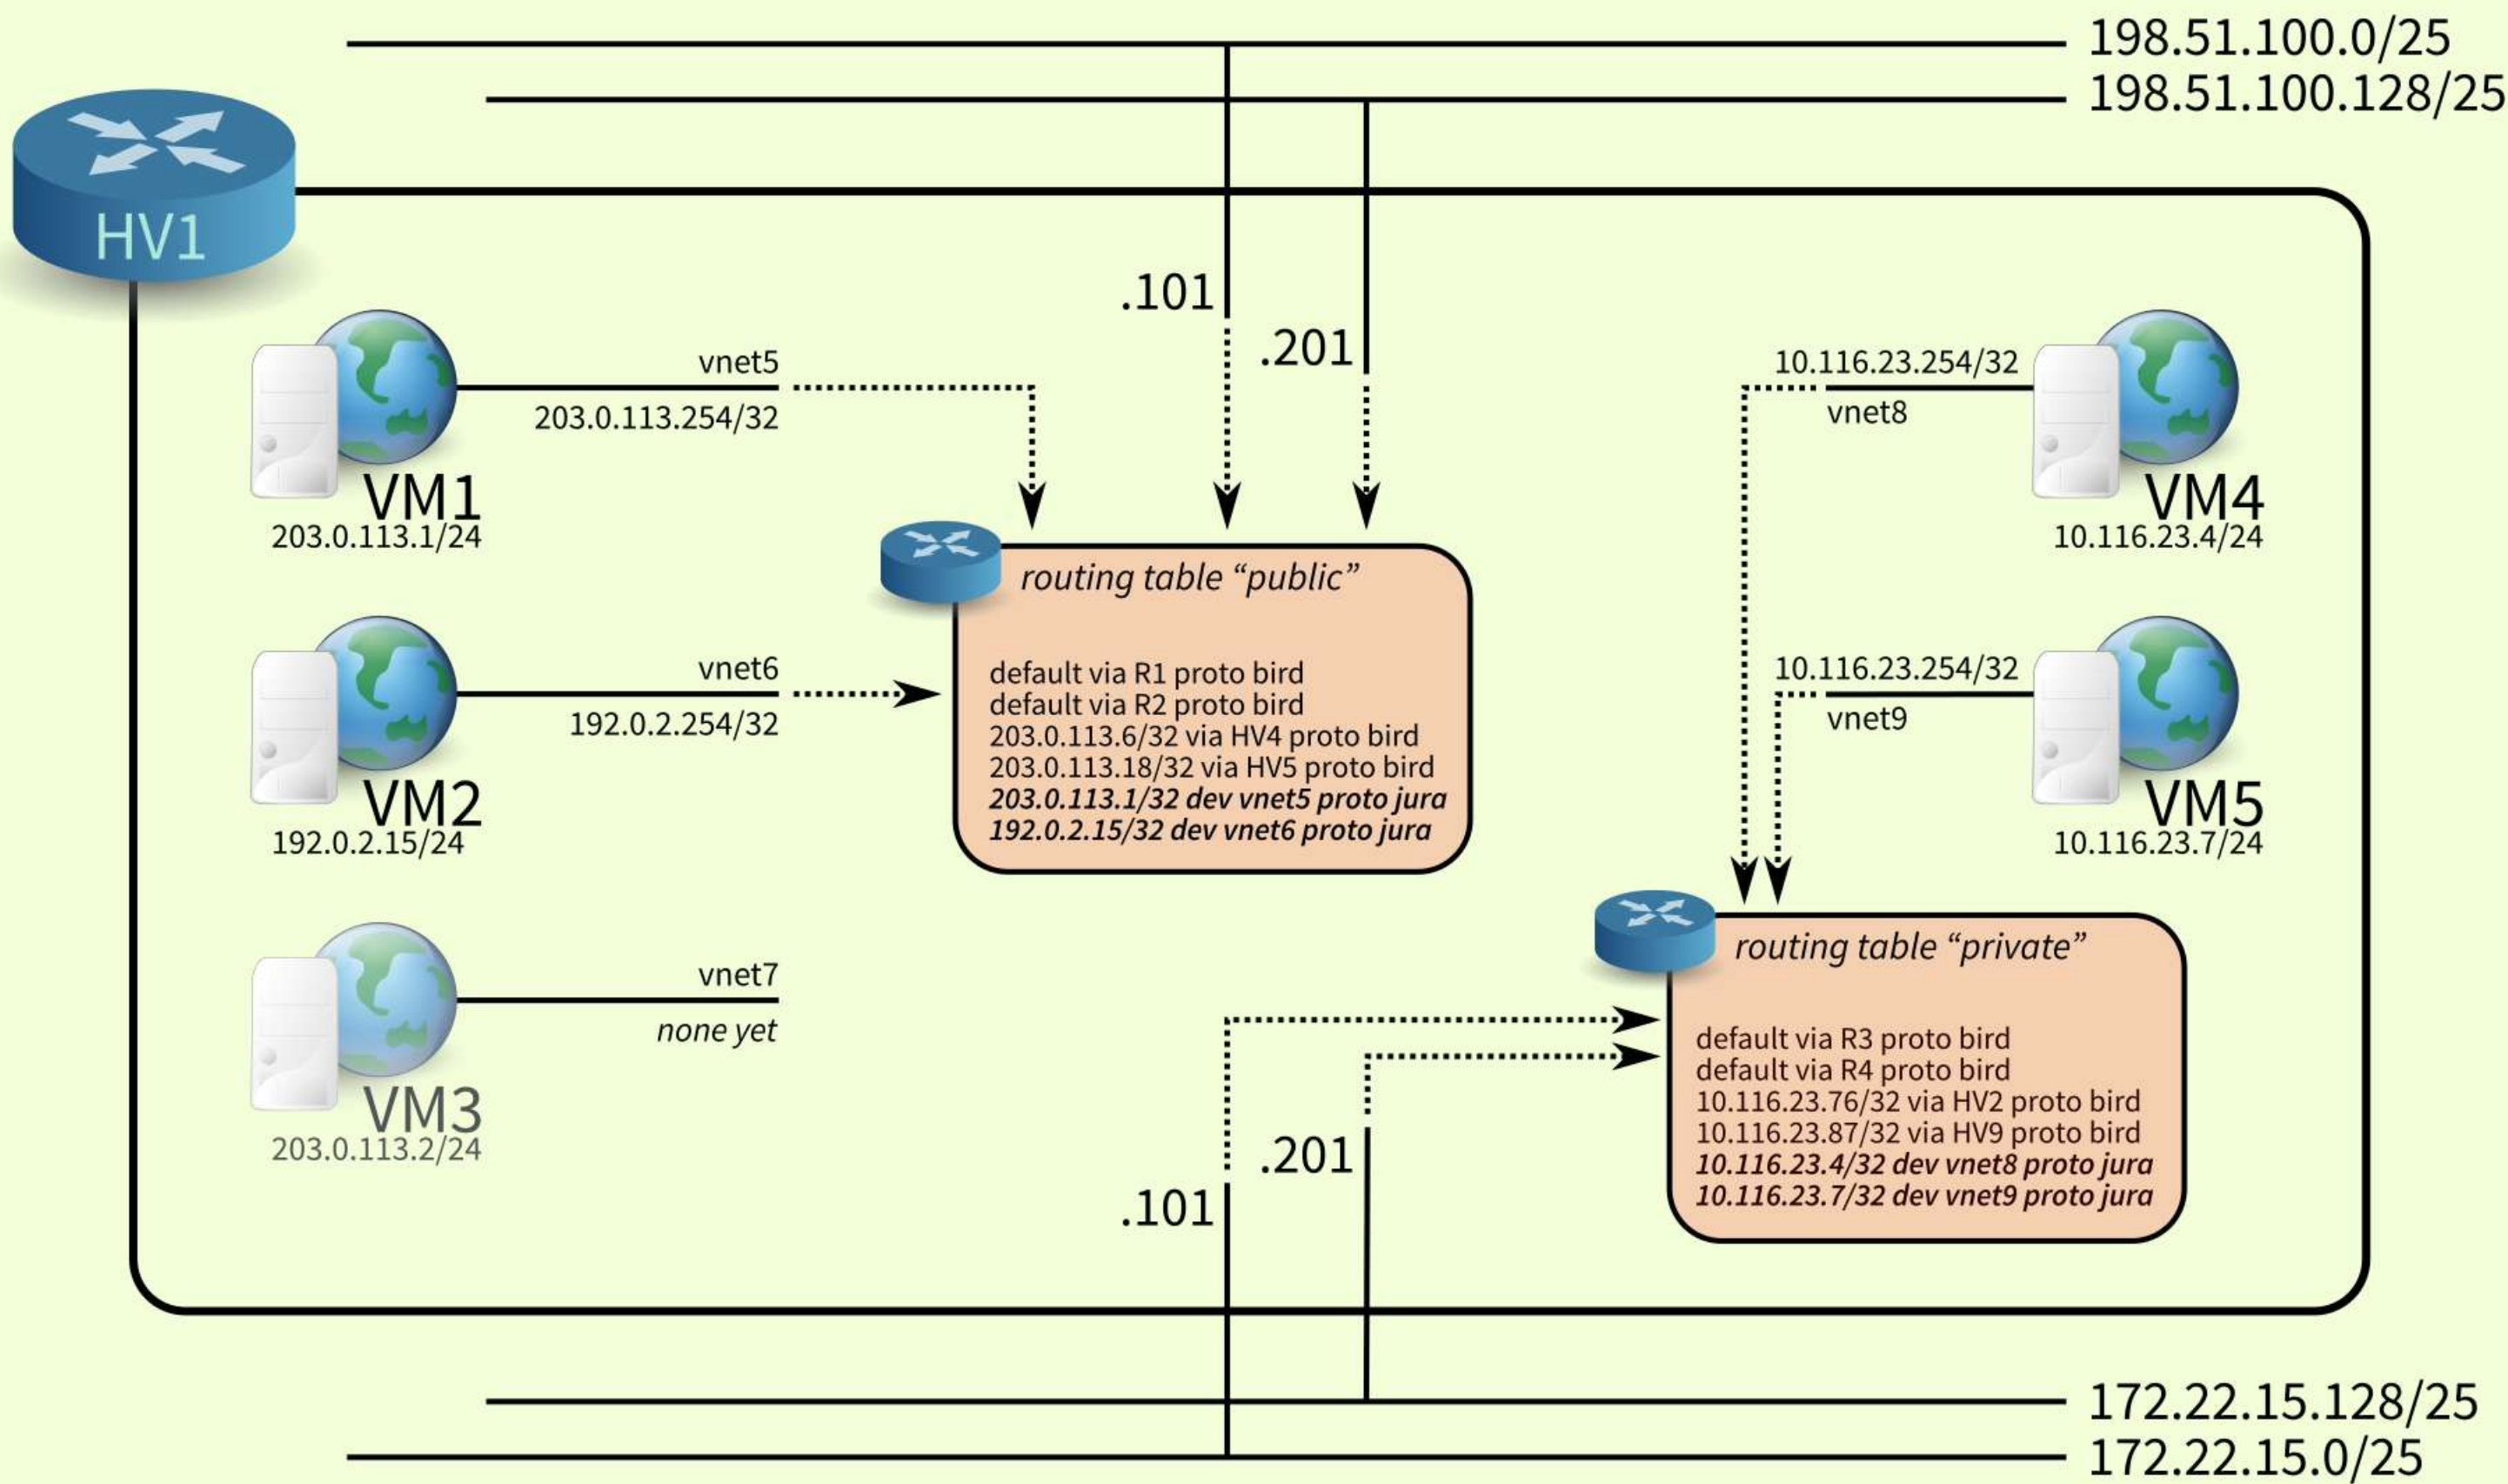 198.51.100.0/25
198.51.100.128/25
HV1
.101
.201
vnet5
203.0.113.254/32
VM1
203.0.113.1/24
10.116.23.254/32
vnet8
VM4
10.116.23.4/24
routing table “public”
default via R1 proto bird
default via R2 proto bird
203.0.113.6/32 via HV4 proto bird
203.0.113.18/32 via HV5 proto bird
203.0.113.1/32 dev vnet5 proto jura
192.0.2.15/32 dev vnet6 proto jura
vnet6
192.0.2.254/32
VM2
192.0.2.15/24
10.116.23.254/32
vnet9
VM5
10.116.23.7/24
vnet7
none yet
VM3
203.0.113.2/24
routing table “private”
default via R3 proto bird
default via R4 proto bird
10.116.23.76/32 via HV2 proto bird
10.116.23.87/32 via HV9 proto bird
10.116.23.4/32 dev vnet8 proto jura
10.116.23.7/32 dev vnet9 proto jura
.201
.101
172.22.15.128/25
172.22.15.0/25